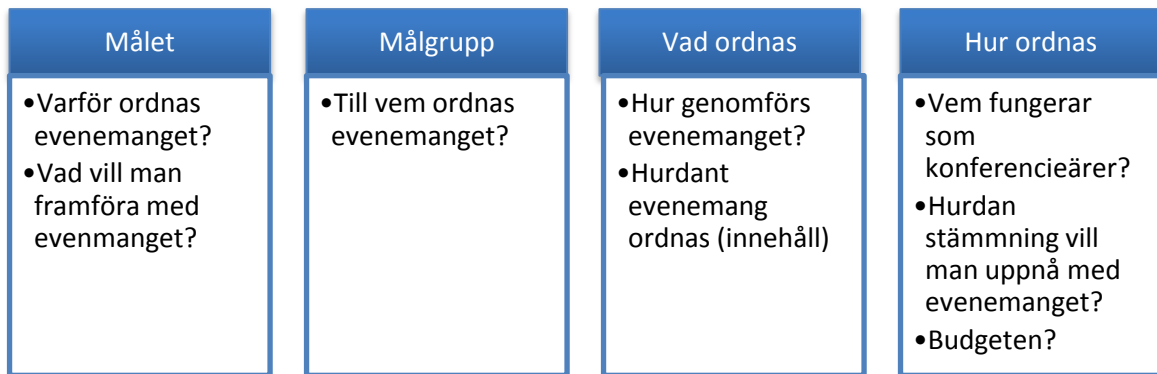 Målet
•Varför ordnas
evenemanget?
•Vad vill man
framföra med
evenmanget?
Målgrupp
•Till vem ordnas
evenemanget?
Vad ordnas
•Hur genomförs
evenemanget?
•Hurdant
evenemang
ordnas (innehåll)
Hur ordnas
•Vem fungerar
som
konferencieärer?
•Hurdan
stämmning vill
man uppnå med
evenemanget?
•Budgeten?